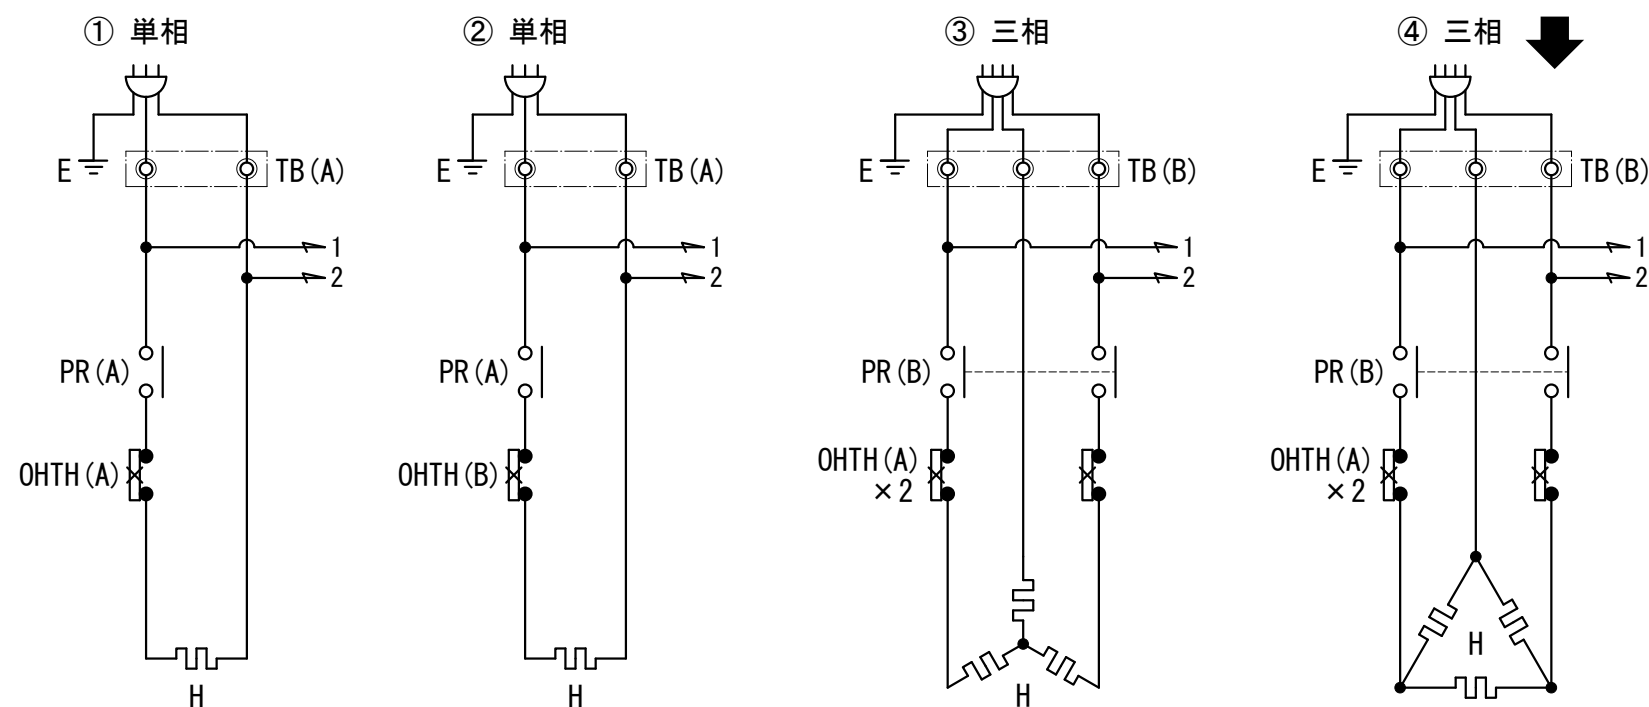 ① 単相
② 単相
③ 三相
④ 三相
E
TB(A)
E
TB(A)
E
TB(B)
E
TB(B)
1
2
1
2
1
2
1
2
PR(A)
PR(A)
PR(B)
PR(B)
OHTH(A)
OHTH(B)
OHTH(A)
×2
OHTH(A)
×2
H
H
H
H